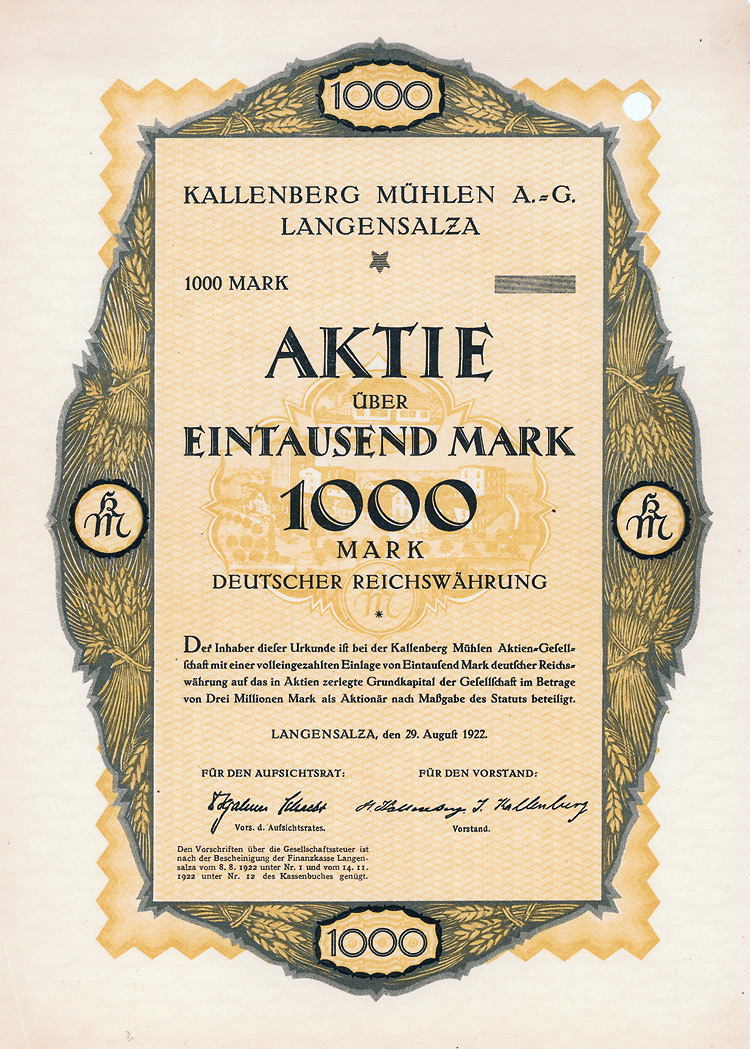 1000
KALLENBERG MÜHLEN A.=G.
LANGENSALZA
1000 MARK
AKTIE
ÜBER
EINTAUSEND MARK
1000
MARK
DEUTSCHER REICHSWÄHRUNG
KM
KM
M
*
Der Inhaber dieſer Urkunde iſt bei der Kallenberg Mühlen Aktien=Geſell=
ſchaft mit einer volleingezahlten Einlage von Eintauſend Mark deutſcher Reichs=
währung auf das in Aktien zerlegte Grundkapital der Geſellſchaft im Betrage
von Drei Millionen Mark als Aktionär nach Maßgabe des Statuts beteiligt.
LANGENSALZA, den 29. Auguſt 1922.
FÜR DEN AUFSICHTSRAT:
FÜR DEN VORSTAND:
H. Kallenberg J. Kallenberg
Vors. d. Aufsichtsrates.
Vorstand.
Den Vorschriften über die Gesellschaftssteuer ist
nach der Bescheinigung der Finanzkasse Langen-
salza vom 8. 8. 1922 unter Nr. 1 und vom 14. 11.
1922 unter Nr. 12 des Kassenbuches genügt.
1000